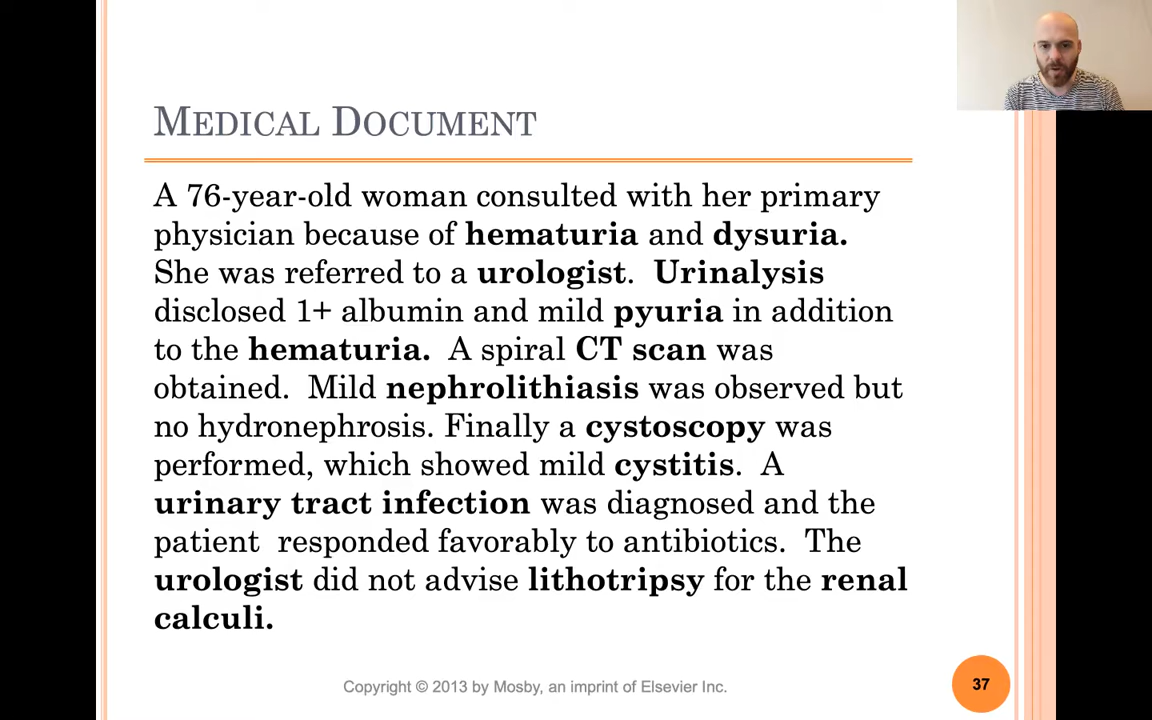 MEDICAL DOCUMENT
A 76-year-old woman consulted with her primary
physician because of hematuria and dysuria.
She was referred to a urologist.  Urinalysis
disclosed 1+ albumin and mild pyuria in addition
to the hematuria.  A spiral CT scan was
obtained.  Mild nephrolithiasis was observed but
no hydronephrosis. Finally a cystoscopy was
performed, which showed mild cystitis.  A
urinary tract infection was diagnosed and the
patient  responded favorably to antibiotics.  The
urologist did not advise lithotripsy for the renal
calculi.
Copyright © 2013 by Mosby, an imprint of Elsevier Inc.
37